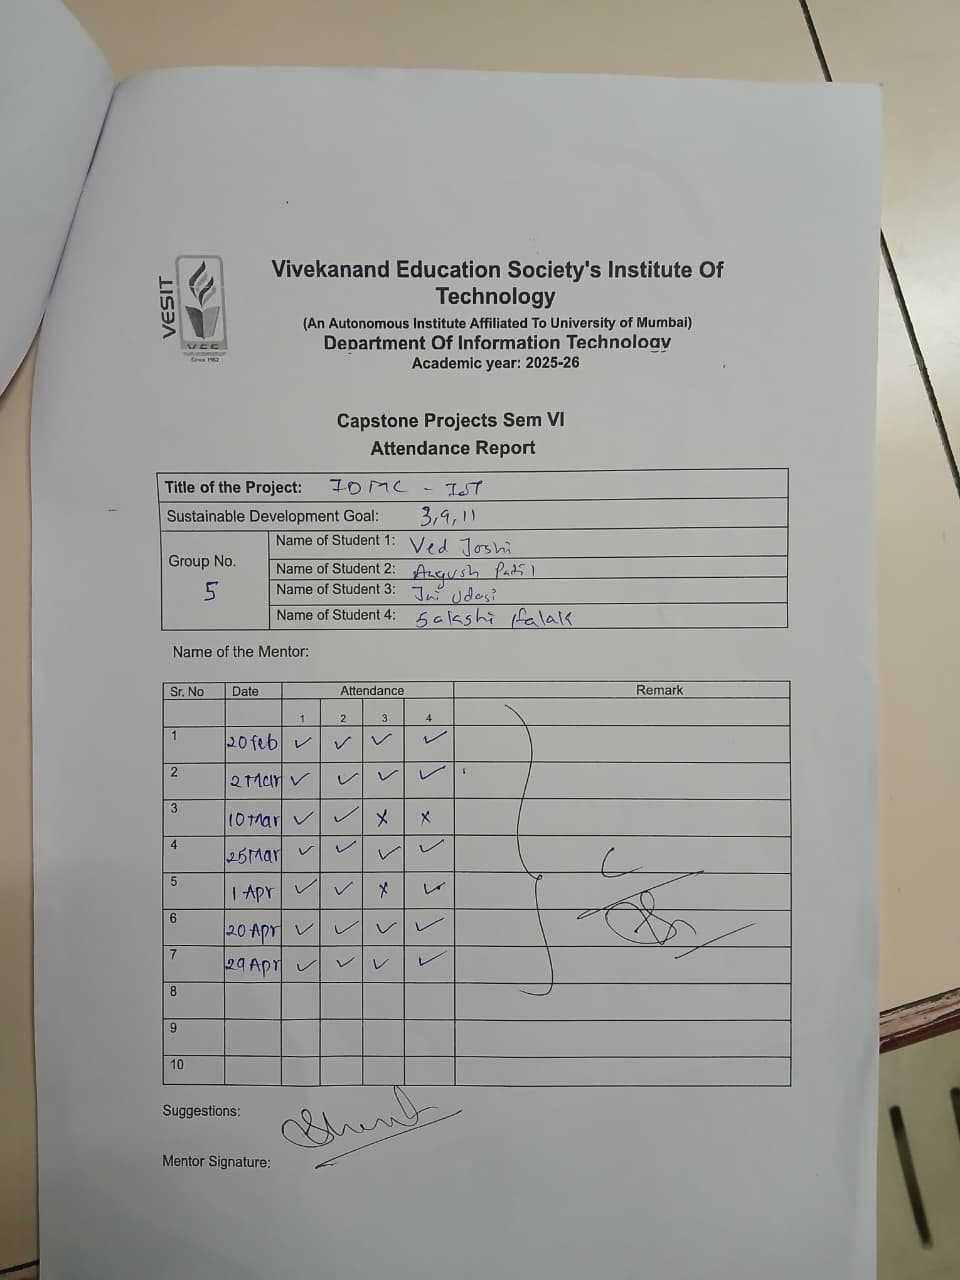 VESIT
VES
Since 1962
Vivekanand Education Society's Institute Of
Technology
(An Autonomous Institute Affiliated To University of Mumbai)
Department Of Information Technology
Academic year: 2025-26
Capstone Projects Sem VI
Attendance Report
Title of the Project: IDMC - IoT
Sustainable Development Goal: 3,9,11
Group No. 5
Name of Student 1: Ved Joshi
Name of Student 2: Patil
Name of Student 3: Jai Udasi
Name of Student 4: Sakshi
Name of the Mentor:
Sr. No Date Attendance Remark
1 2 3 4
1 20 feb ✓ ✓ ✓ ✓
2 2 Mar ✓ ✓ ✓ ✓
3 10 Mar ✓ ✓ x x
4 25 Mar ✓ ✓ ✓ ✓
5 1 Apr ✓ ✓ x ✓
6 20 Apr ✓ ✓ ✓ ✓
7 29 Apr ✓ ✓ ✓ ✓
8
9
10
Suggestions:
Mentor Signature: